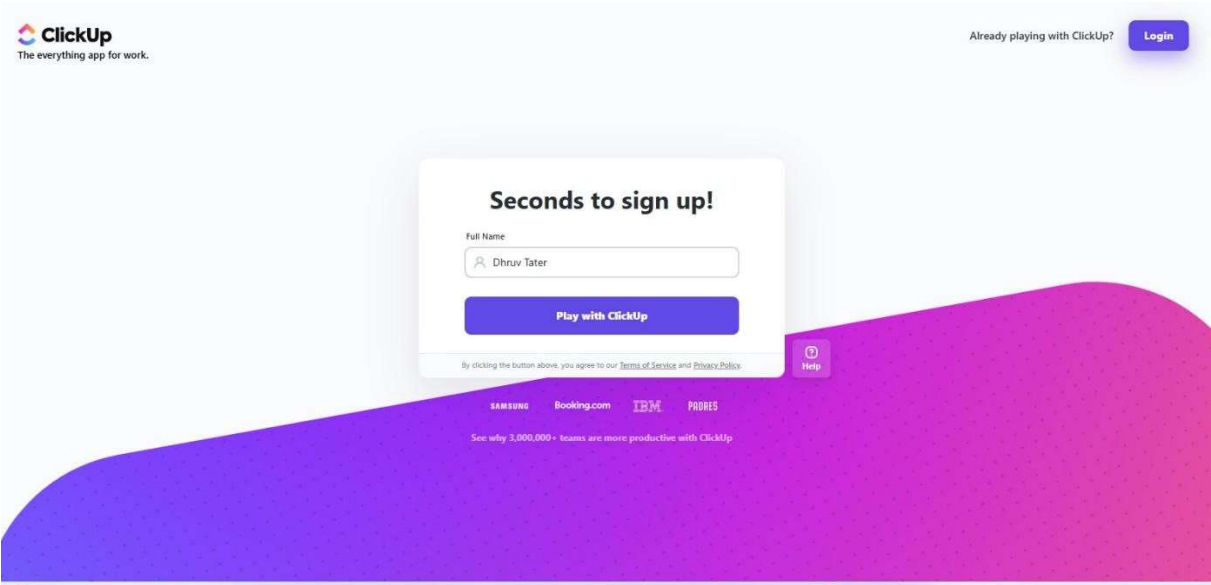 ClickUp
The everything app for work.
Already playing with ClickUp?
Login
Seconds to sign up!
Full Name
Dhruv Tater
Play with ClickUp
By clicking the button above, you agree to our Terms of Service and Privacy Policy.
Help
SAMSUNG Booking.com IBM PADRES
See why 3,000,000+ teams are more productive with ClickUp